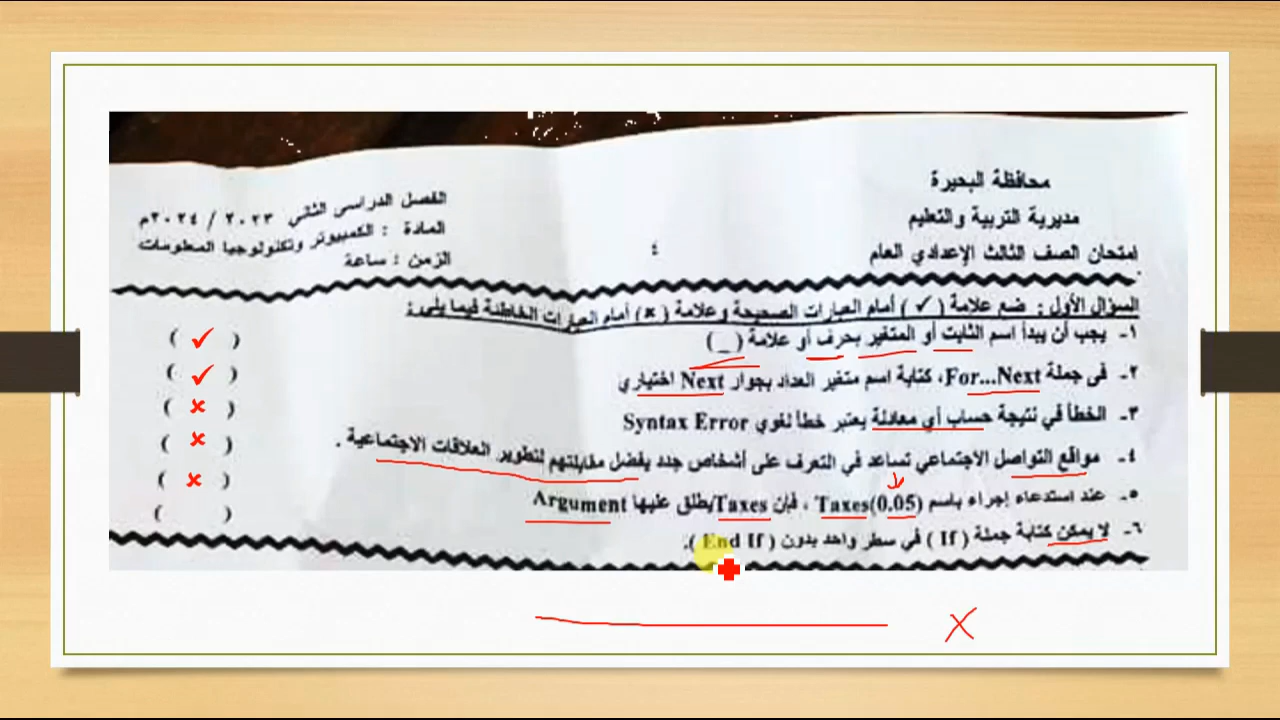 محافظة البحيرة
مديرية التربية والتعليم
امتحان الصف الثالث الإعدادي العام
٤
الفصل الدراسى الثاني ٢٠٢٣ / ٢٠٢٤م
المادة : الكمبيوتر وتكنولوجيا المعلومات
الزمن : ساعة
السؤال الأول: ضع علامة (✓) أمام العبارات الصحيحة وعلامة (×) أمام العبارات الخاطئة فيما يلى:
١- يجب أن يبدأ اسم الثابت أو المتغير بحرف أو علامة ( _ ) ( ✓ )
٢- فى جملة For...Next، كتابة اسم متغير العداد بجوار Next اختياري ( ✓ )
٣- الخطأ في نتيجة حساب أي معادلة يعتبر خطأ لغوي Syntax Error ( × )
٤- مواقع التواصل الاجتماعي تساعد في التعرف على أشخاص جدد يفضل مقابلتهم لتطوير العلاقات الاجتماعية . ( × )
٥- عند استدعاء إجراء باسم Taxes(0.05) ، فإن Taxes يطلق عليها Argument ( × )
٦- لا يمكن كتابة جملة ( If ) في سطر واحد بدون ( End If ). ( )
×